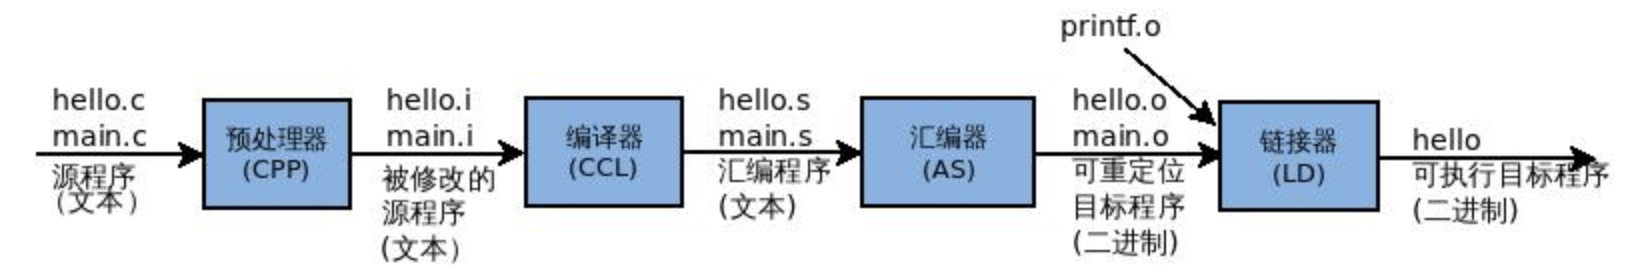 printf.o
hello.c
main.c
源程序
（文本）
预处理器
(CPP)
hello.i
main.i
被修改的
源程序
(文本）
编译器
(CCL)
hello.s
main.s
汇编程序
(文本)
汇编器
(AS)
hello.o
main.o
可重定位
目标程序
(二进制)
链接器
(LD)
hello
可执行目标程序
(二进制)